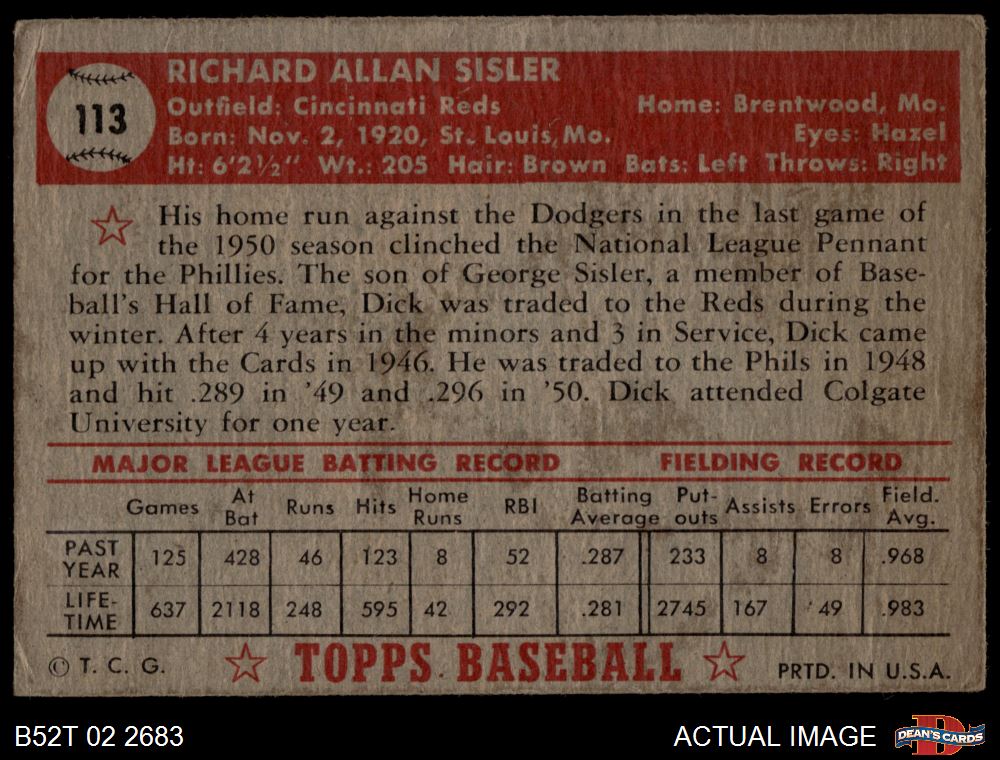 113
RICHARD ALLAN SISLER
Outfield: Cincinnati Reds Home: Brentwood, Mo.
Born: Nov. 2, 1920, St. Louis, Mo. Eyes: Hazel
Ht: 6'2½" Wt.: 205 Hair: Brown Bats: Left Throws: Right
His home run against the Dodgers in the last game of
the 1950 season clinched the National League Pennant
for the Phillies. The son of George Sisler, a member of Base-
ball's Hall of Fame, Dick was traded to the Reds during the
winter. After 4 years in the minors and 3 in Service, Dick came
up with the Cards in 1946. He was traded to the Phils in 1948
and hit .289 in '49 and .296 in '50. Dick attended Colgate
University for one year.
MAJOR LEAGUE BATTING RECORD FIELDING RECORD
Games At Bat Runs Hits Home Runs RBI Batting Average Put-outs Assists Errors Field. Avg.
PAST YEAR 125 428 46 123 8 52 .287 233 8 8 .968
LIFE-TIME 637 2118 248 595 42 292 .281 2745 167 49 .983
© T. C. G. TOPPS BASEBALL PRTD. IN U.S.A.
B52T 02 2683 ACTUAL IMAGE DEAN'S CARDS